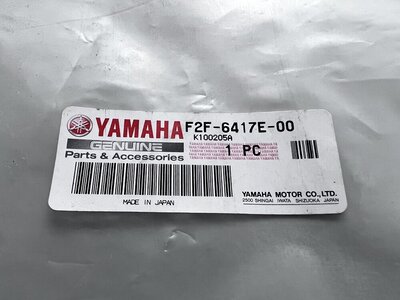 YAMAHA F2F-6417E-00
K100205A
GENUINE
1 PC
Parts & Accessories
YAMAHA MOTOR CO., LTD.
2500 SHINGAI IWATA SHIZUOKA JAPAN
MADE IN JAPAN